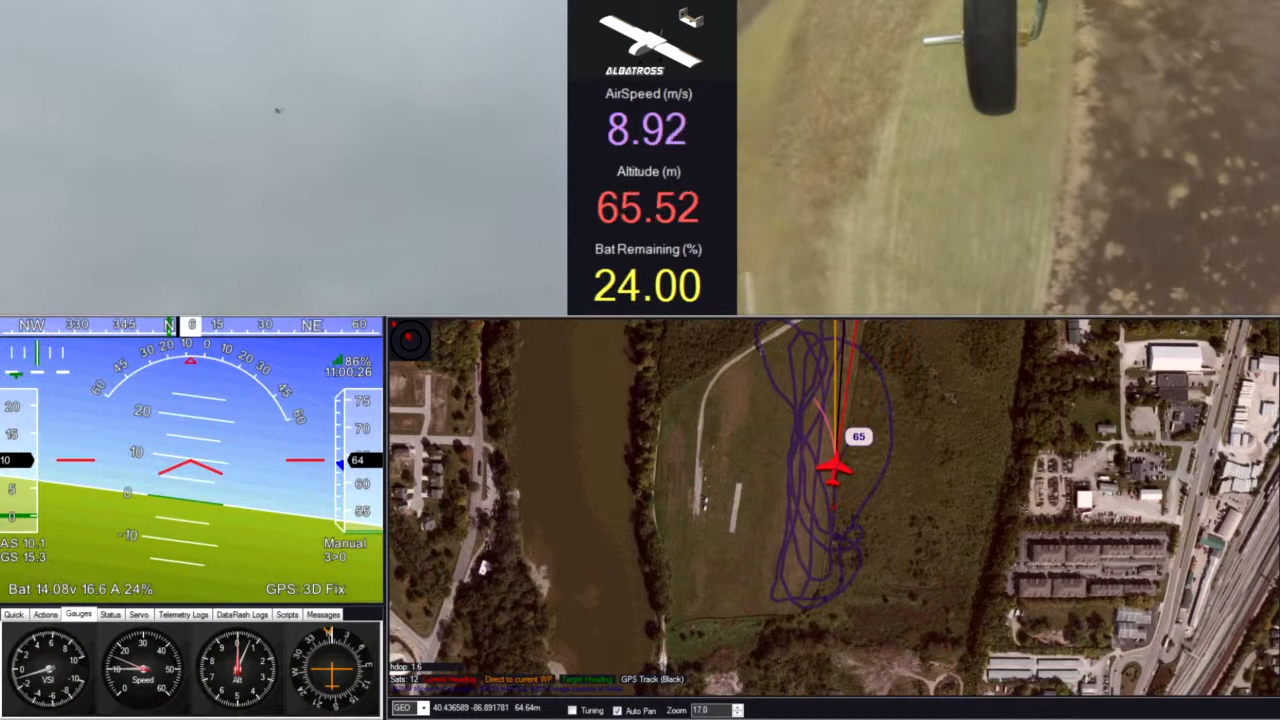 ALBATROSS
AirSpeed (m/s)
8.92
Altitude (m)
65.52
Bat Remaining (%)
24.00
NW 330 345 N 6 15 30 NE 60
60 45 30 20 10 0 10 20 30 45 60
86%
11:00:26
20
15
10
5
0
20
10
0
-10
75
70
64
60
55
AS 10.1
GS 15.3
Manual
3>0
Bat 14.08v 16.6 A 24%
GPS: 3D Fix
Quick Actions Gauges Status Servo Telemetry Logs DataFlash Logs Scripts Messages
VSI
Speed
Alt
65
hdop: 1.6
Sats: 12 Current Heading Direct to current WP Target Heading GPS Track (Black)
GEO 40.436589 -86.891781 64.64m Tuning Auto Pan Zoom 17.0